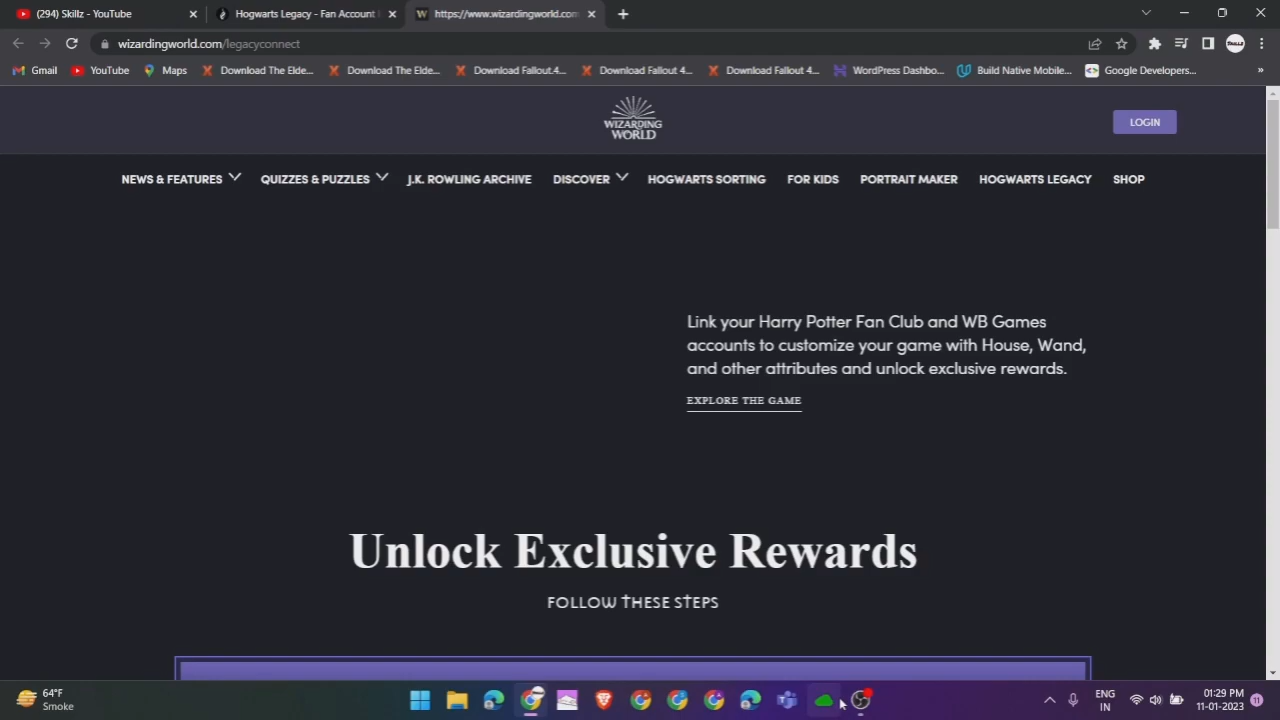 (294) Skillz - YouTube
Hogwarts Legacy - Fan Account
https://www.wizardingworld.com
wizardingworld.com/legacyconnect
Gmail
YouTube
Maps
Download The Elde...
Download The Elde...
Download Fallout.4...
Download Fallout 4...
Download Fallout 4...
WordPress Dashbo...
Build Native Mobile...
Google Developers...
»
WIZARDING
WORLD
LOGIN
NEWS & FEATURES
QUIZZES & PUZZLES
J.K. ROWLING ARCHIVE
DISCOVER
HOGWARTS SORTING
FOR KIDS
PORTRAIT MAKER
HOGWARTS LEGACY
SHOP
Link your Harry Potter Fan Club and WB Games
accounts to customize your game with House, Wand,
and other attributes and unlock exclusive rewards.
EXPLORE THE GAME
Unlock Exclusive Rewards
FOLLOW THESE STEPS
64°F
Smoke
ENG
IN
01:29 PM
11-01-2023
11